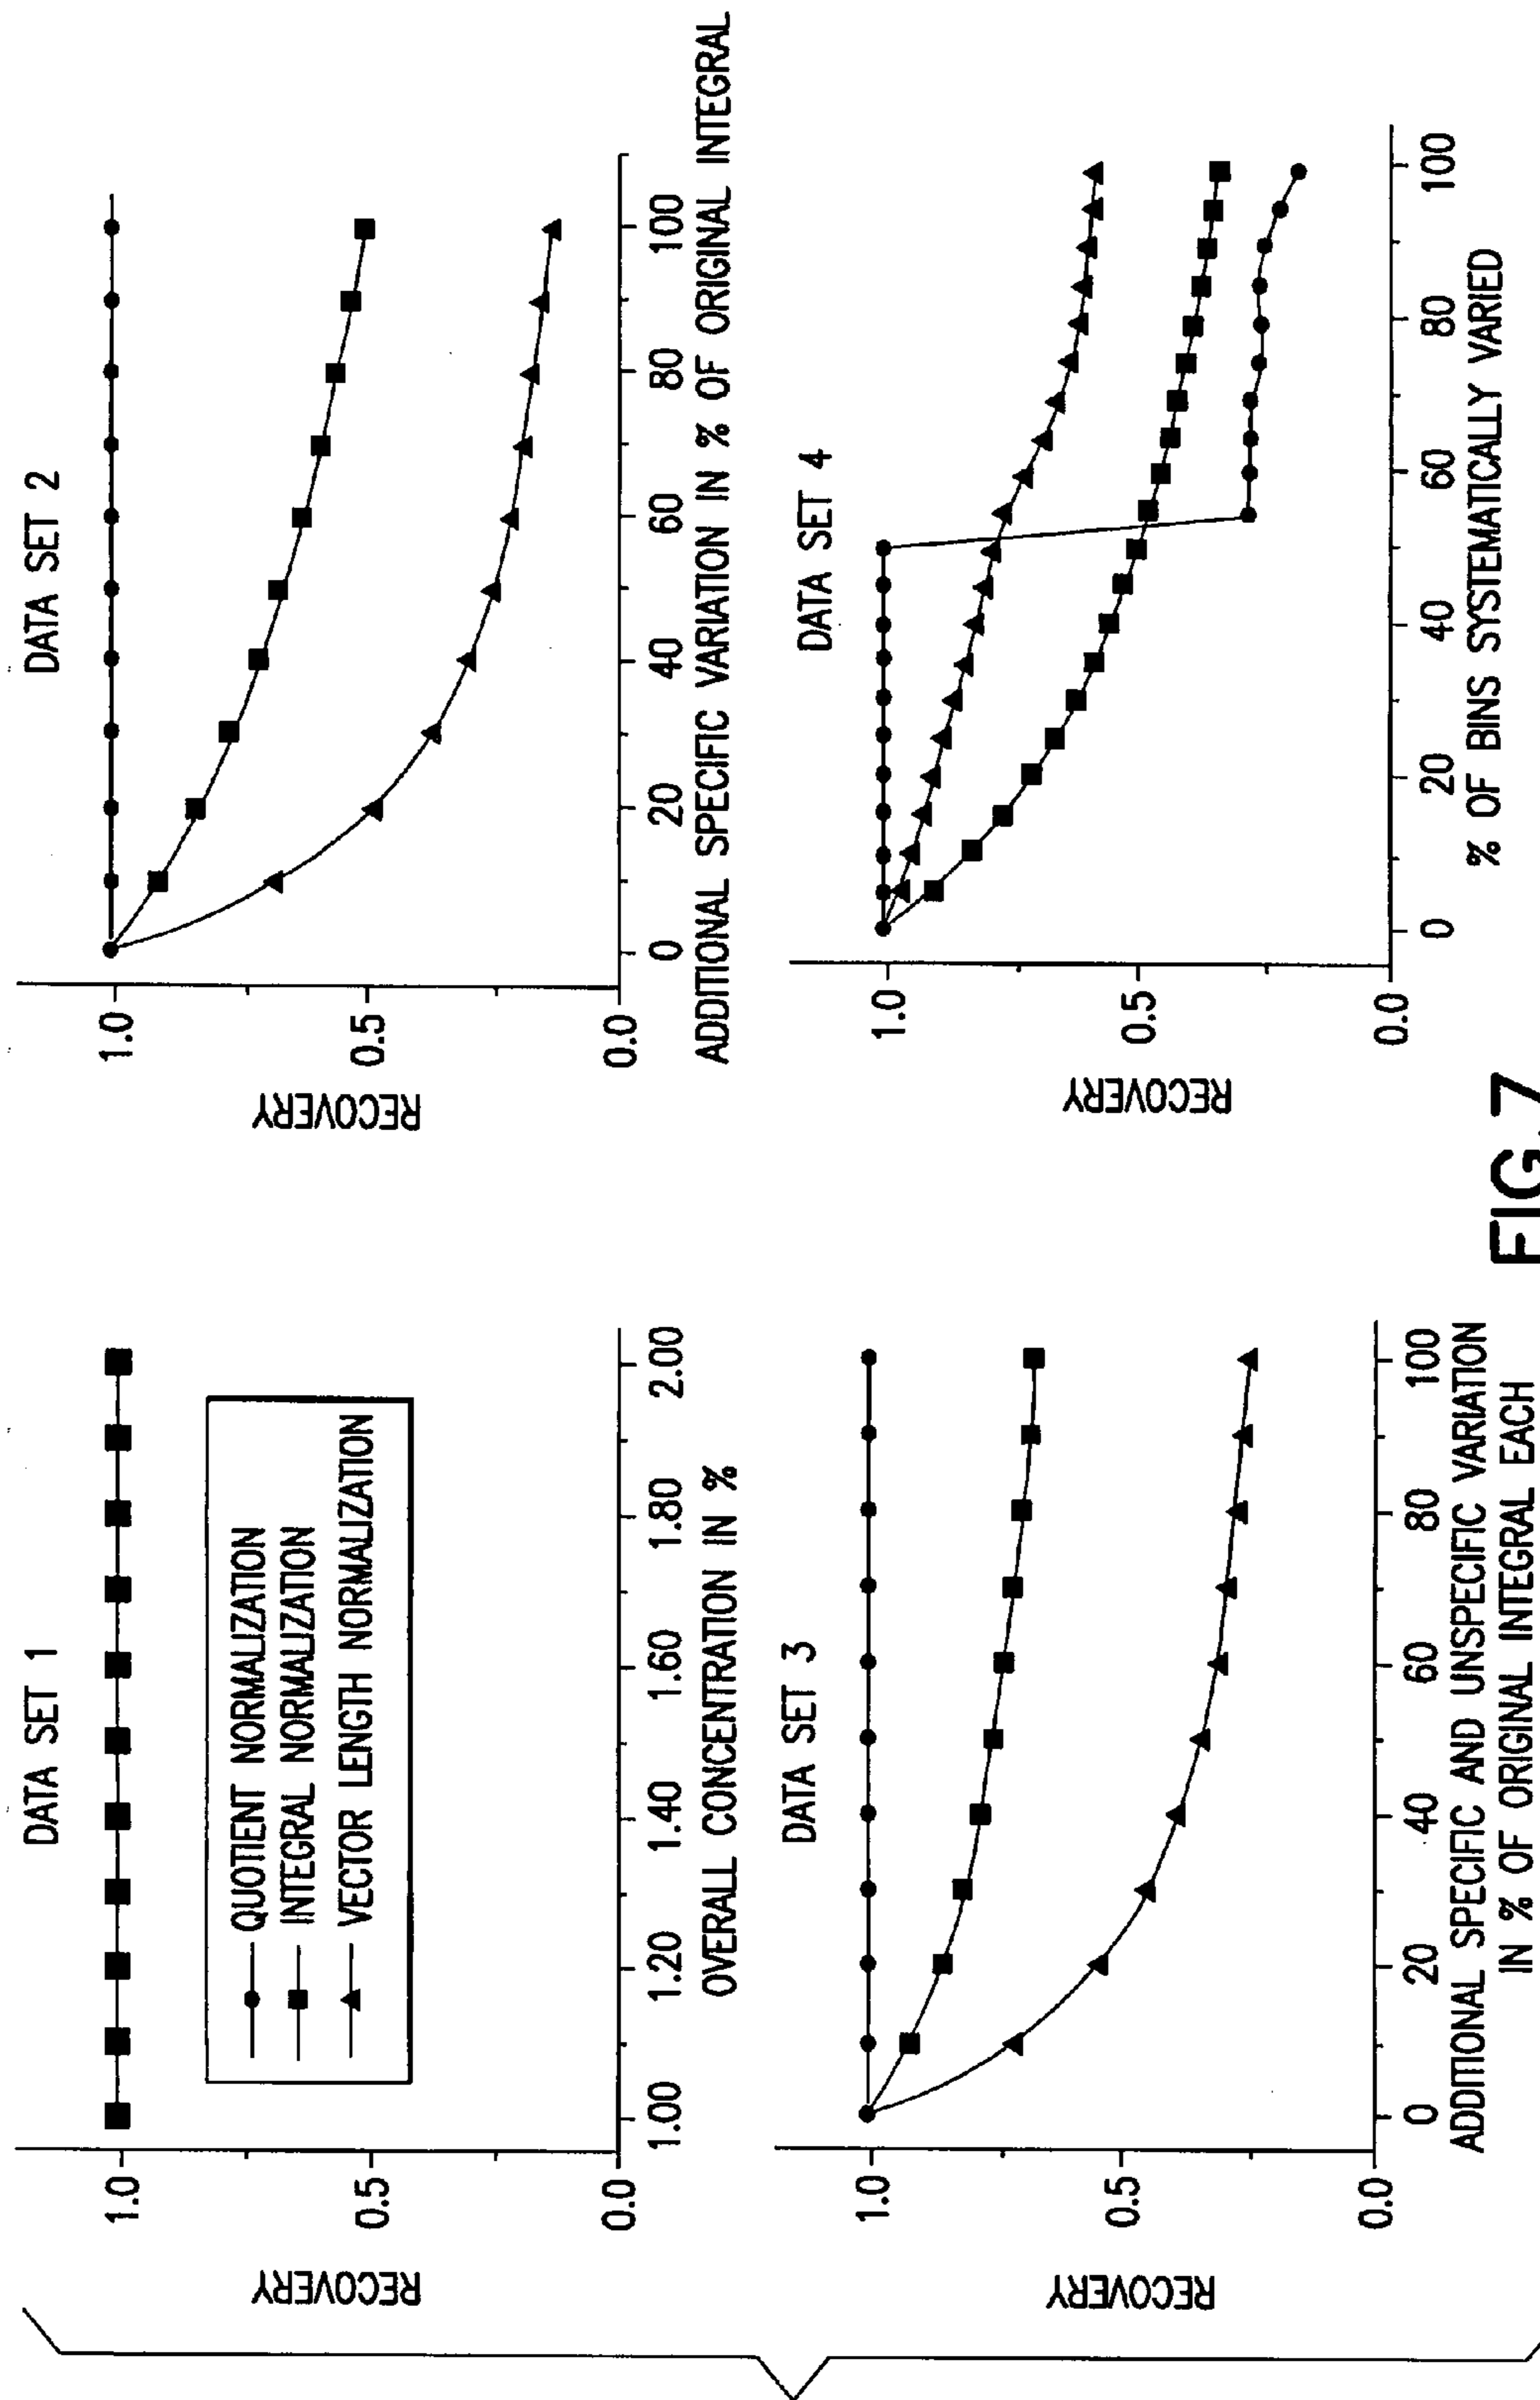 DATA SET 1
RECOVERY
1.0
0.5
0.0
QUOTIENT NORMALIZATION
INTEGRAL NORMALIZATION
VECTOR LENGTH NORMALIZATION
1.00 1.20 1.40 1.60 1.80 2.00
OVERALL CONCENTRATION IN %
DATA SET 2
RECOVERY
1.0
0.5
0.0
0 20 40 60 80 100
ADDITIONAL SPECIFIC VARIATION IN % OF ORIGINAL INTEGRAL
DATA SET 3
RECOVERY
1.0
0.5
0.0
0 20 40 60 80 100
ADDITIONAL SPECIFIC AND UNSPECIFIC VARIATION
IN % OF ORIGINAL INTEGRAL EACH
DATA SET 4
RECOVERY
1.0
0.5
0.0
0 20 40 60 80 100
% OF BINS SYSTEMATICALLY VARIED
FIG.7